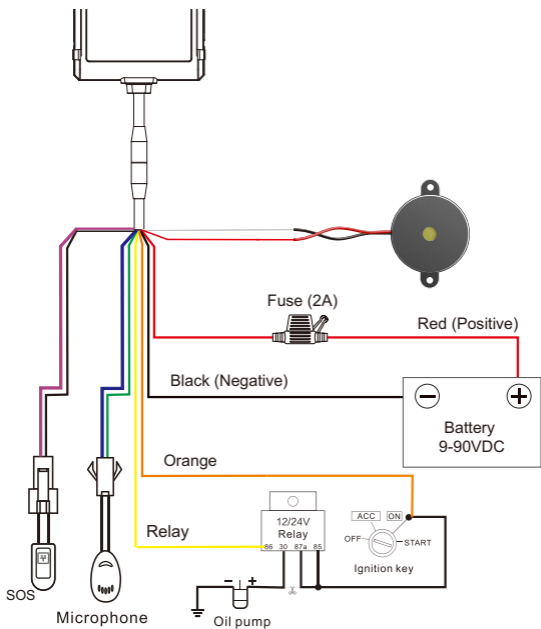 Fuse (2A)
Red (Positive)
Black (Negative)
Battery
9-90VDC
Orange
ACC
ON
OFF
START
Ignition key
12/24V
Relay
86 30 87a 85
Relay
SOS
Microphone
Oil pump